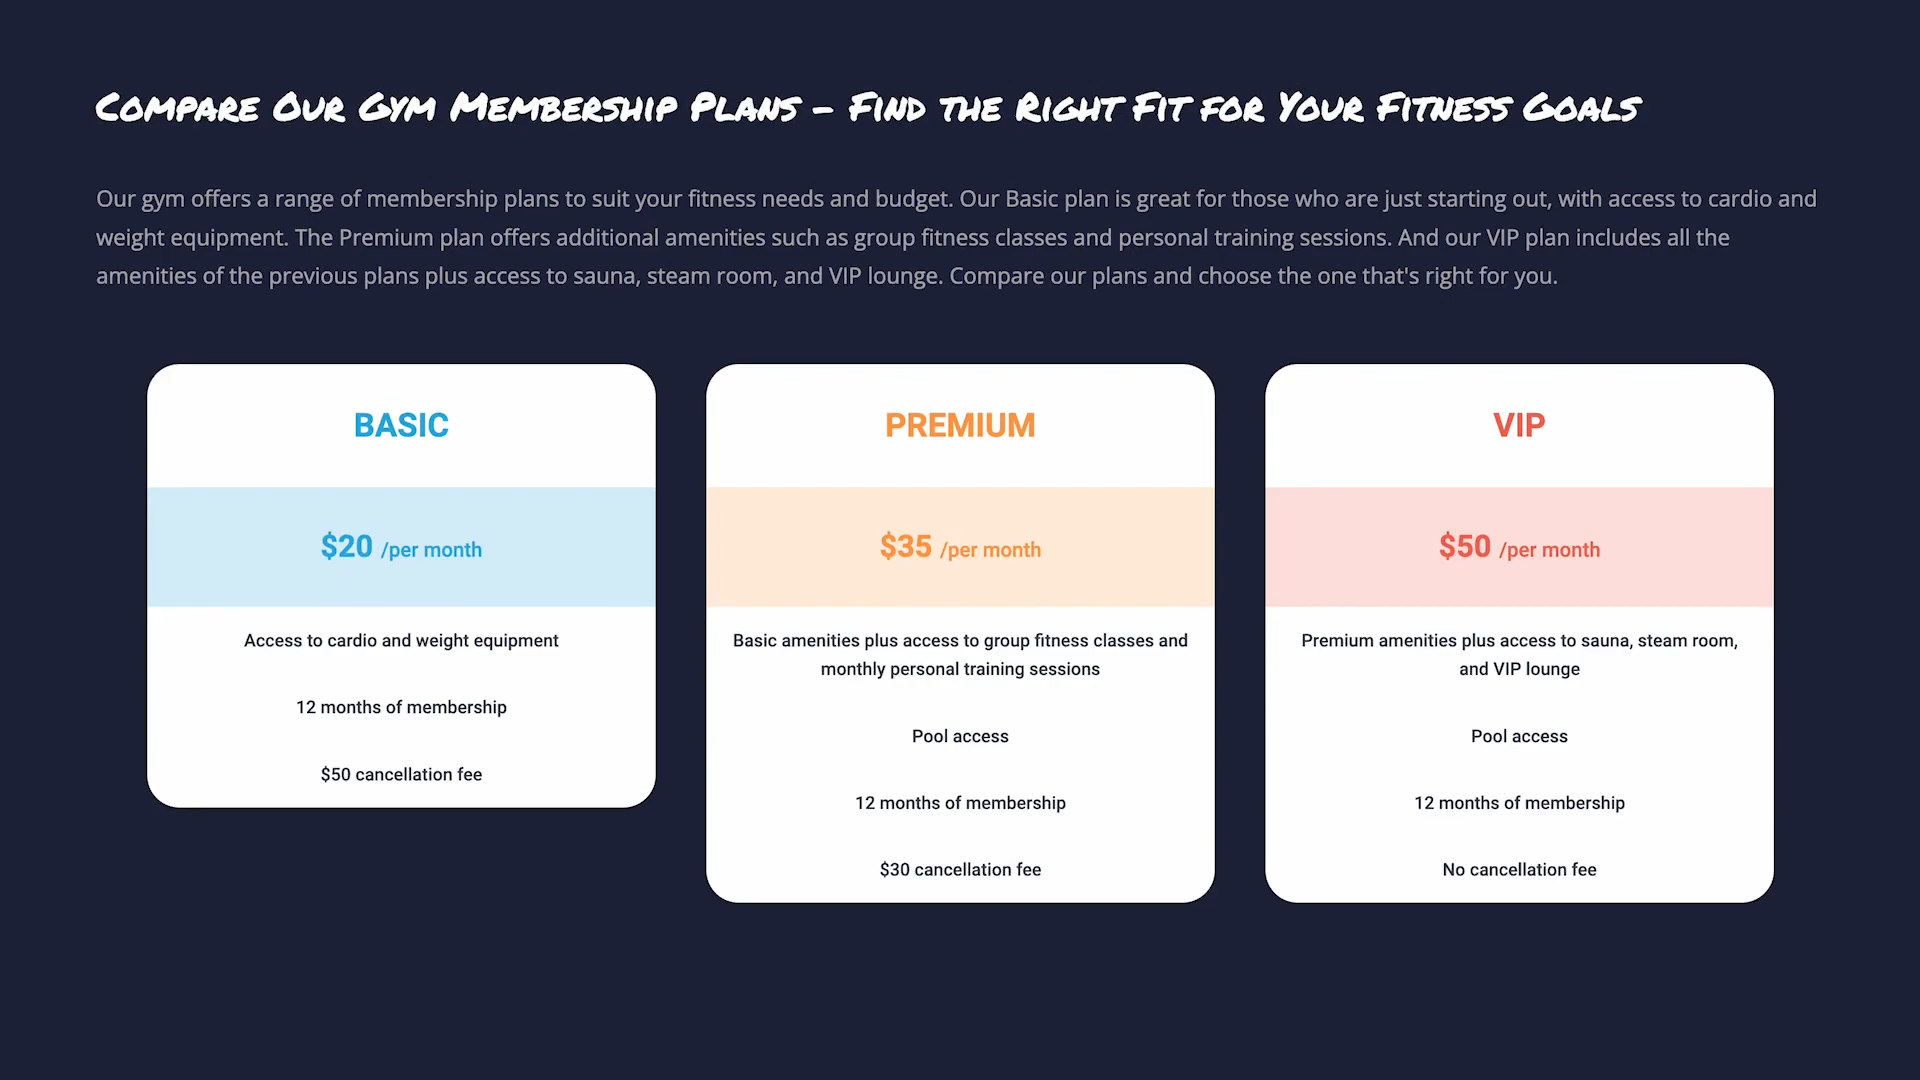 Compare Our Gym Membership Plans – Find the Right Fit for Your Fitness Goals
Our gym offers a range of membership plans to suit your fitness needs and budget. Our Basic plan is great for those who are just starting out, with access to cardio and
weight equipment. The Premium plan offers additional amenities such as group fitness classes and personal training sessions. And our VIP plan includes all the
amenities of the previous plans plus access to sauna, steam room, and VIP lounge. Compare our plans and choose the one that's right for you.
BASIC
$20 /per month
Access to cardio and weight equipment
12 months of membership
$50 cancellation fee
PREMIUM
$35 /per month
Basic amenities plus access to group fitness classes and
monthly personal training sessions
Pool access
12 months of membership
$30 cancellation fee
VIP
$50 /per month
Premium amenities plus access to sauna, steam room,
and VIP lounge
Pool access
12 months of membership
No cancellation fee